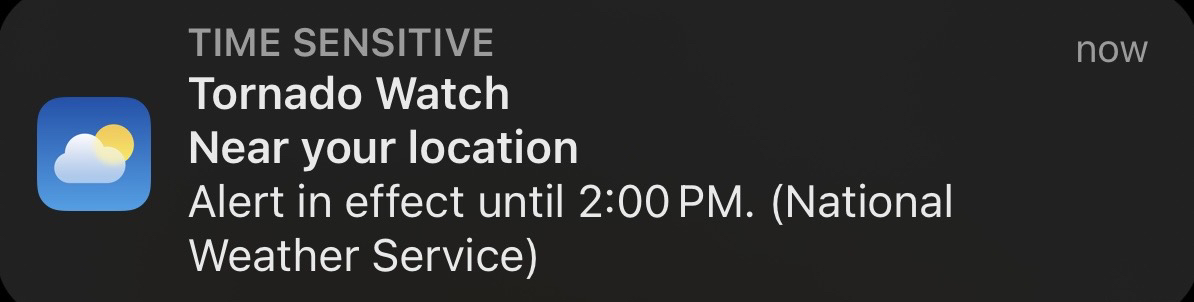 TIME SENSITIVE
now
Tornado Watch
Near your location
Alert in effect until 2:00 PM. (National
Weather Service)